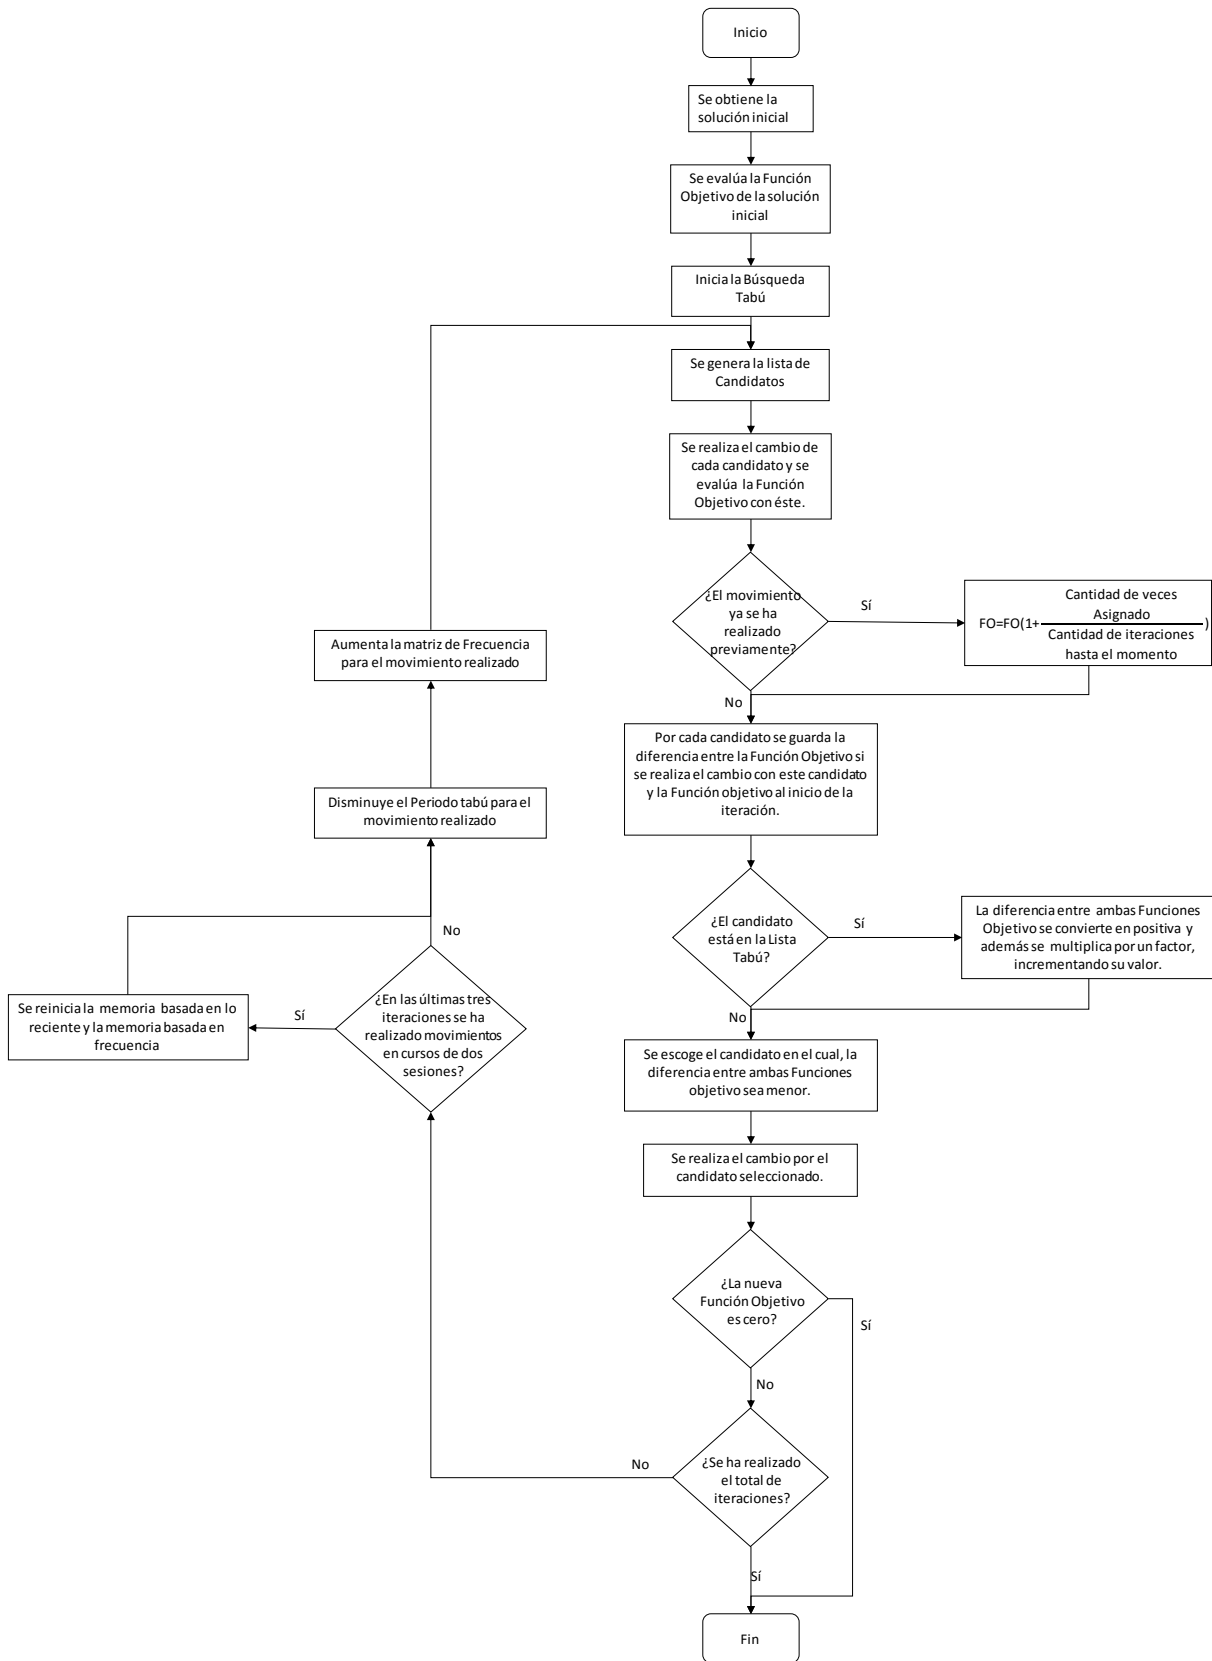 Inicio
Se obtiene la
solución inicial
Se evalúa la Función
Objetivo de la solución
inicial
Inicia la Búsqueda
Tabú
Se genera la lista de
Candidatos
Se realiza el cambio de
cada candidato y se
evalúa la Función
Objetivo con éste.
¿El movimiento
ya se ha
realizado
previamente?
Sí
Cantidad de veces
Asignado
FO=FO(1+ )
Cantidad de iteraciones
hasta el momento
No
Por cada candidato se guarda la
diferencia entre la Función Objetivo si
se realiza el cambio con este candidato
y la Función objetivo al inicio de la
iteración.
¿El candidato
está en la Lista
Tabú?
Sí
La diferencia entre ambas Funciones
Objetivo se convierte en positiva y
además se multiplica por un factor,
incrementando su valor.
No
Se escoge el candidato en el cual, la
diferencia entre ambas Funciones
objetivo sea menor.
Se realiza el cambio por el
candidato seleccionado.
¿La nueva
Función Objetivo
es cero?
Sí
No
¿Se ha realizado
el total de
iteraciones?
No
Sí
Fin
¿En las últimas tres
iteraciones se ha
realizado movimientos
en cursos de dos
sesiones?
Sí
Se reinicia la memoria basada en lo
reciente y la memoria basada en
frecuencia
No
Disminuye el Periodo tabú para el
movimiento realizado
Aumenta la matriz de Frecuencia
para el movimiento realizado